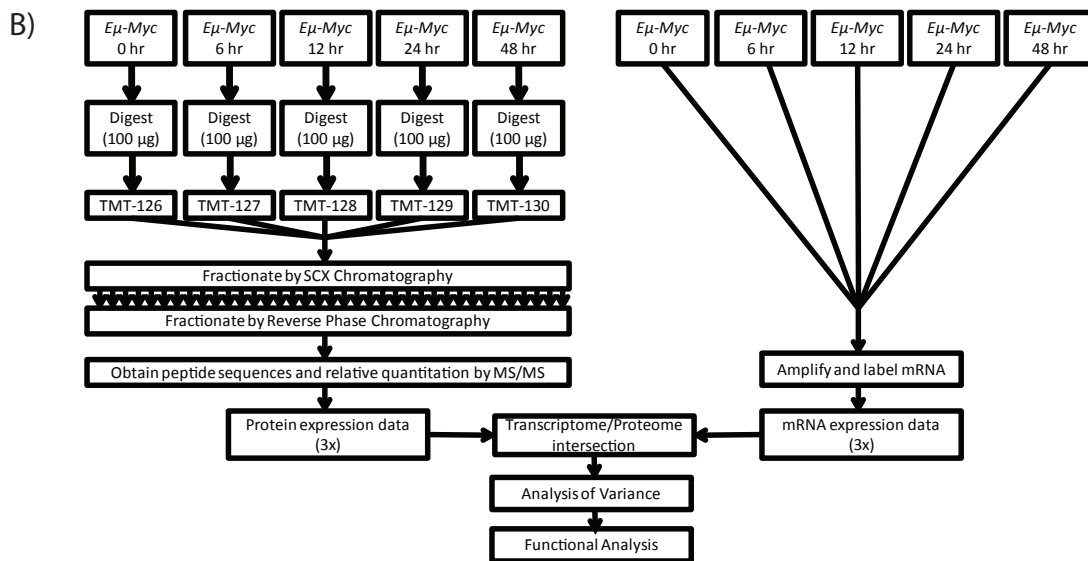 B)
Eµ-Myc
0 hr
Eµ-Myc
6 hr
Eµ-Myc
12 hr
Eµ-Myc
24 hr
Eµ-Myc
48 hr
Eµ-Myc
0 hr
Eµ-Myc
6 hr
Eµ-Myc
12 hr
Eµ-Myc
24 hr
Eµ-Myc
48 hr
Digest
(100 µg)
Digest
(100 µg)
Digest
(100 µg)
Digest
(100 µg)
Digest
(100 µg)
TMT-126
TMT-127
TMT-128
TMT-129
TMT-130
Fractionate by SCX Chromatography
Fractionate by Reverse Phase Chromatography
Obtain peptide sequences and relative quantitation by MS/MS
Amplify and label mRNA
Protein expression data
(3x)
Transcriptome/Proteome
intersection
mRNA expression data
(3x)
Analysis of Variance
Functional Analysis